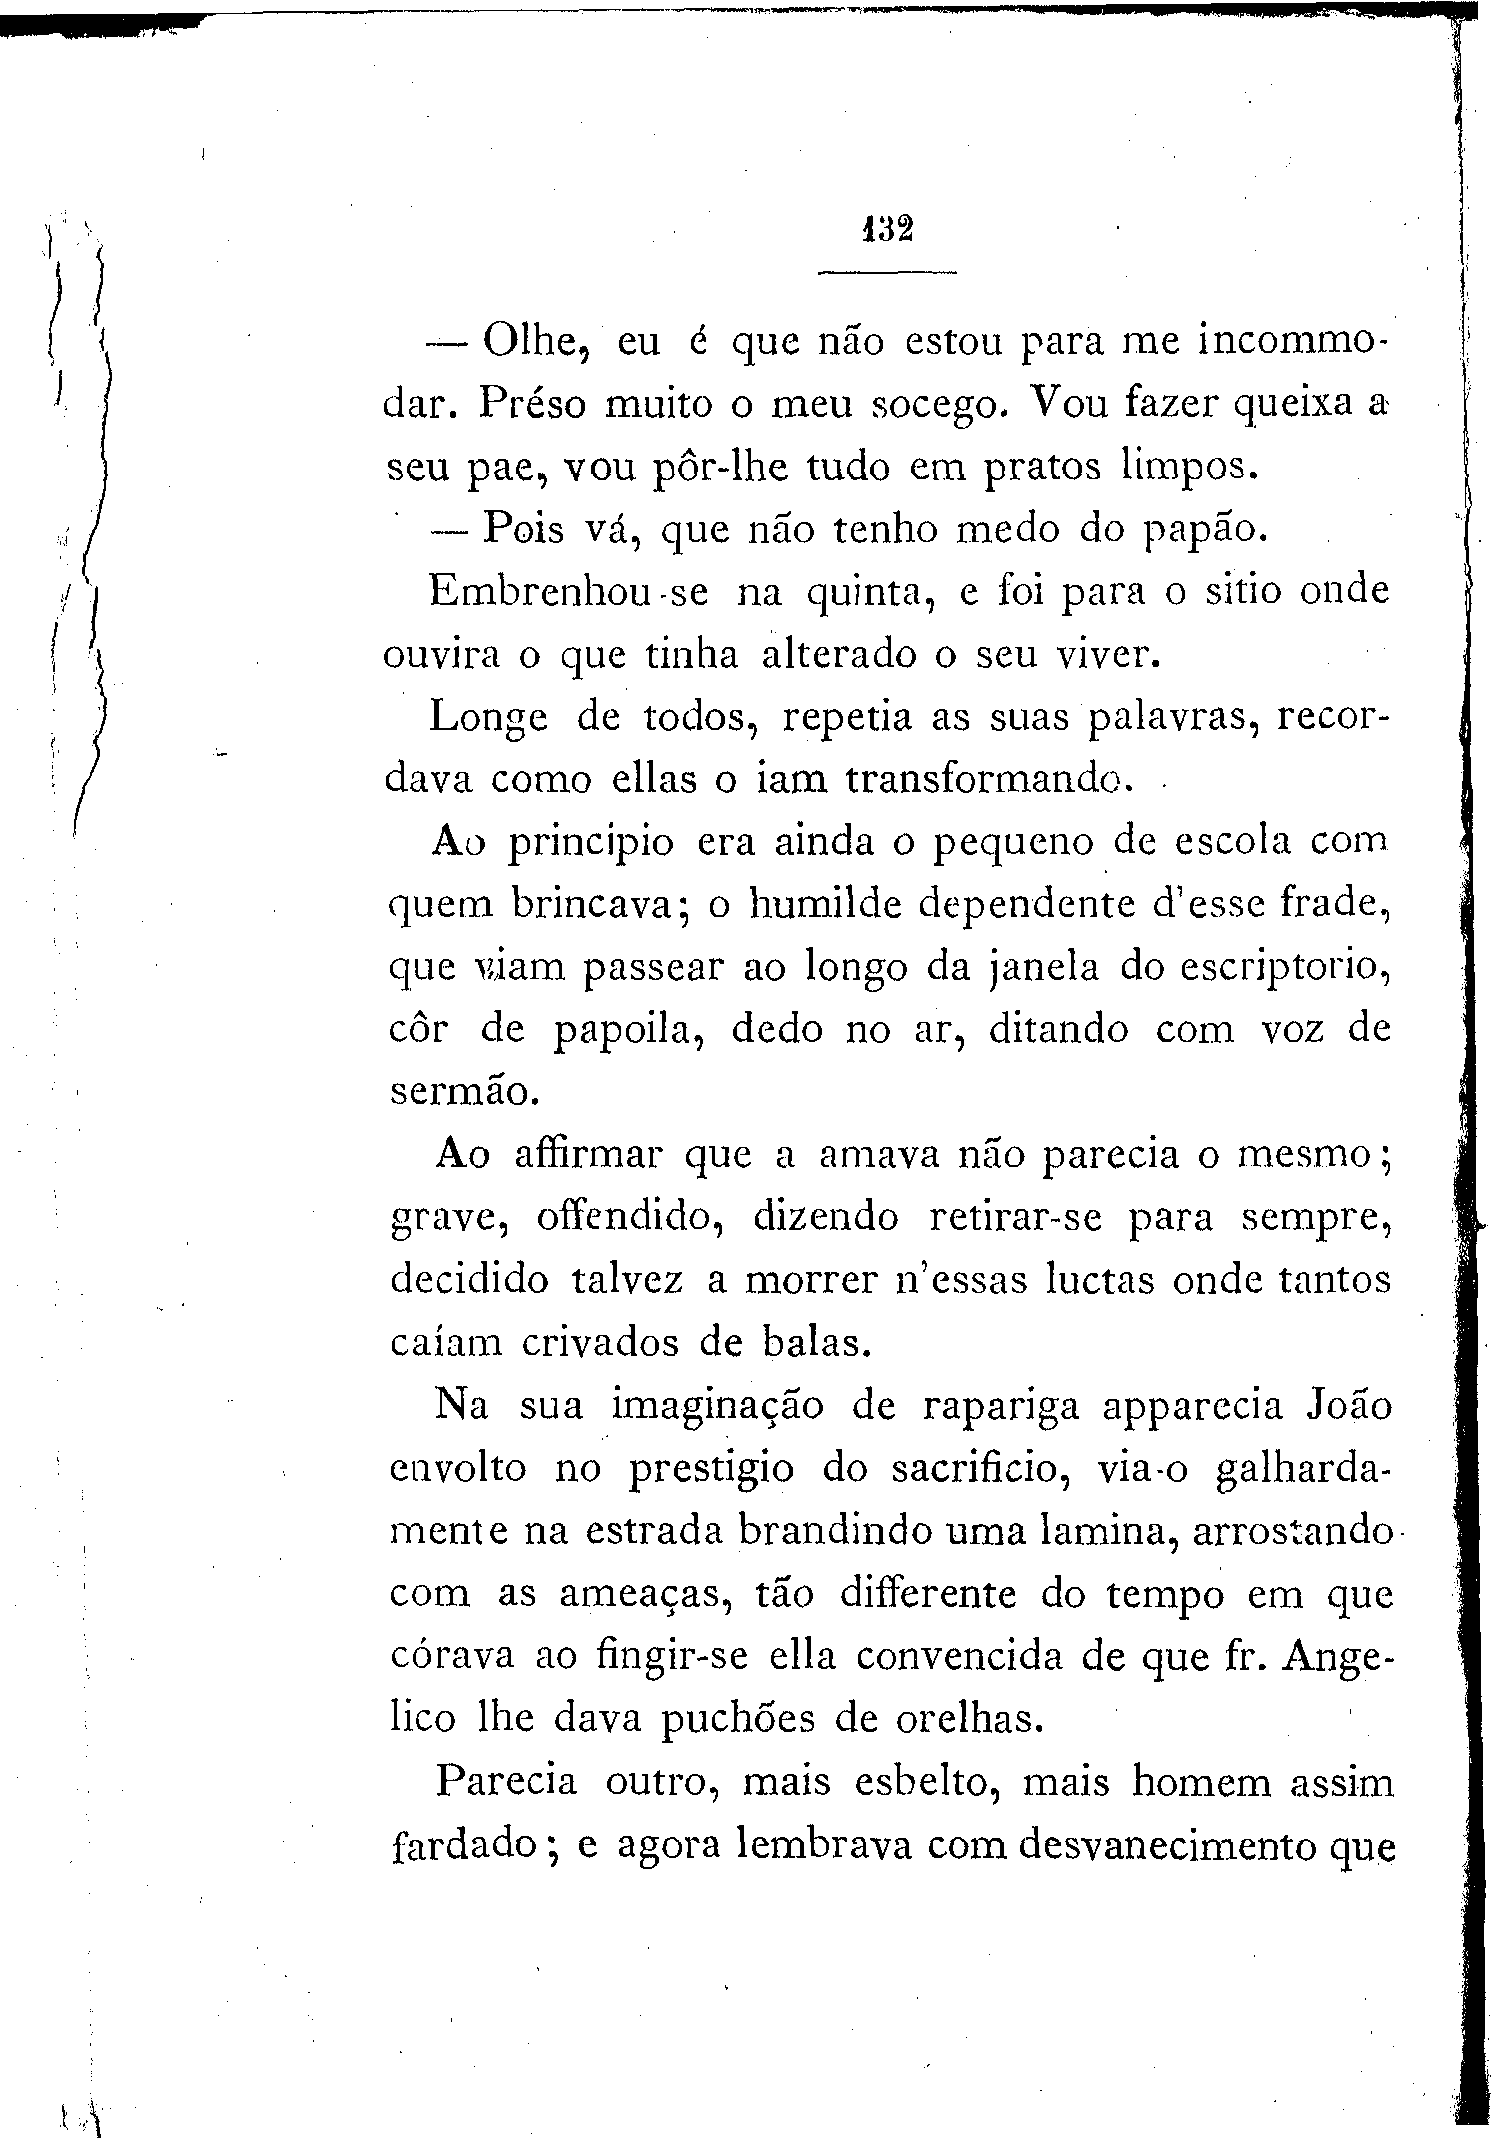 132
— Olhe, eu é que não estou para me incommo-
dar. Préso muito o meu socego. Vou fazer queixa a
seu pae, vou pôr-lhe tudo em pratos limpos.
— Pois vá, que não tenho medo do papão.
Embrenhou-se na quinta, e foi para o sitio onde
ouvira o que tinha alterado o seu viver.
Longe de todos, repetia as suas palavras, recor-
dava como ellas o iam transformando.
Ao principio era ainda o pequeno de escola com
quem brincava; o humilde dependente d'esse frade,
que viam passear ao longo da janela do escriptorio,
côr de papoila, dedo no ar, ditando com voz de
sermão.
Ao affirmar que a amava não parecia o mesmo;
grave, offendido, dizendo retirar-se para sempre,
decidido talvez a morrer n'essas luctas onde tantos
caíam crivados de balas.
Na sua imaginação de rapariga apparecia João
envolto no prestigio do sacrificio, via-o galharda-
mente na estrada brandindo uma lamina, arrostando
com as ameaças, tão differente do tempo em que
córava ao fingir-se ella convencida de que fr. Ange-
lico lhe dava puchões de orelhas.
Parecia outro, mais esbelto, mais homem assim
fardado; e agora lembrava com desvanecimento que